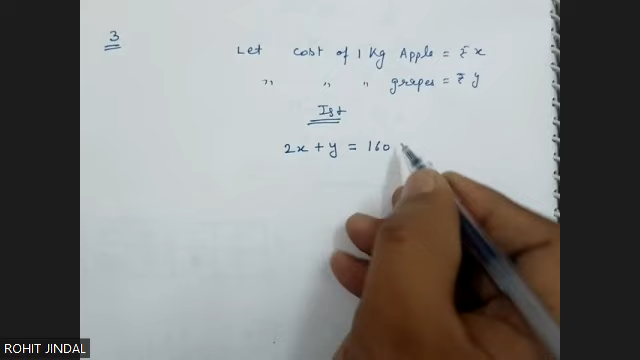 3
Let cost of 1 Kg Apple = ₹ x
〃 〃 〃 grapes = ₹ y
Ist
2x + y = 160
ROHIT JINDAL